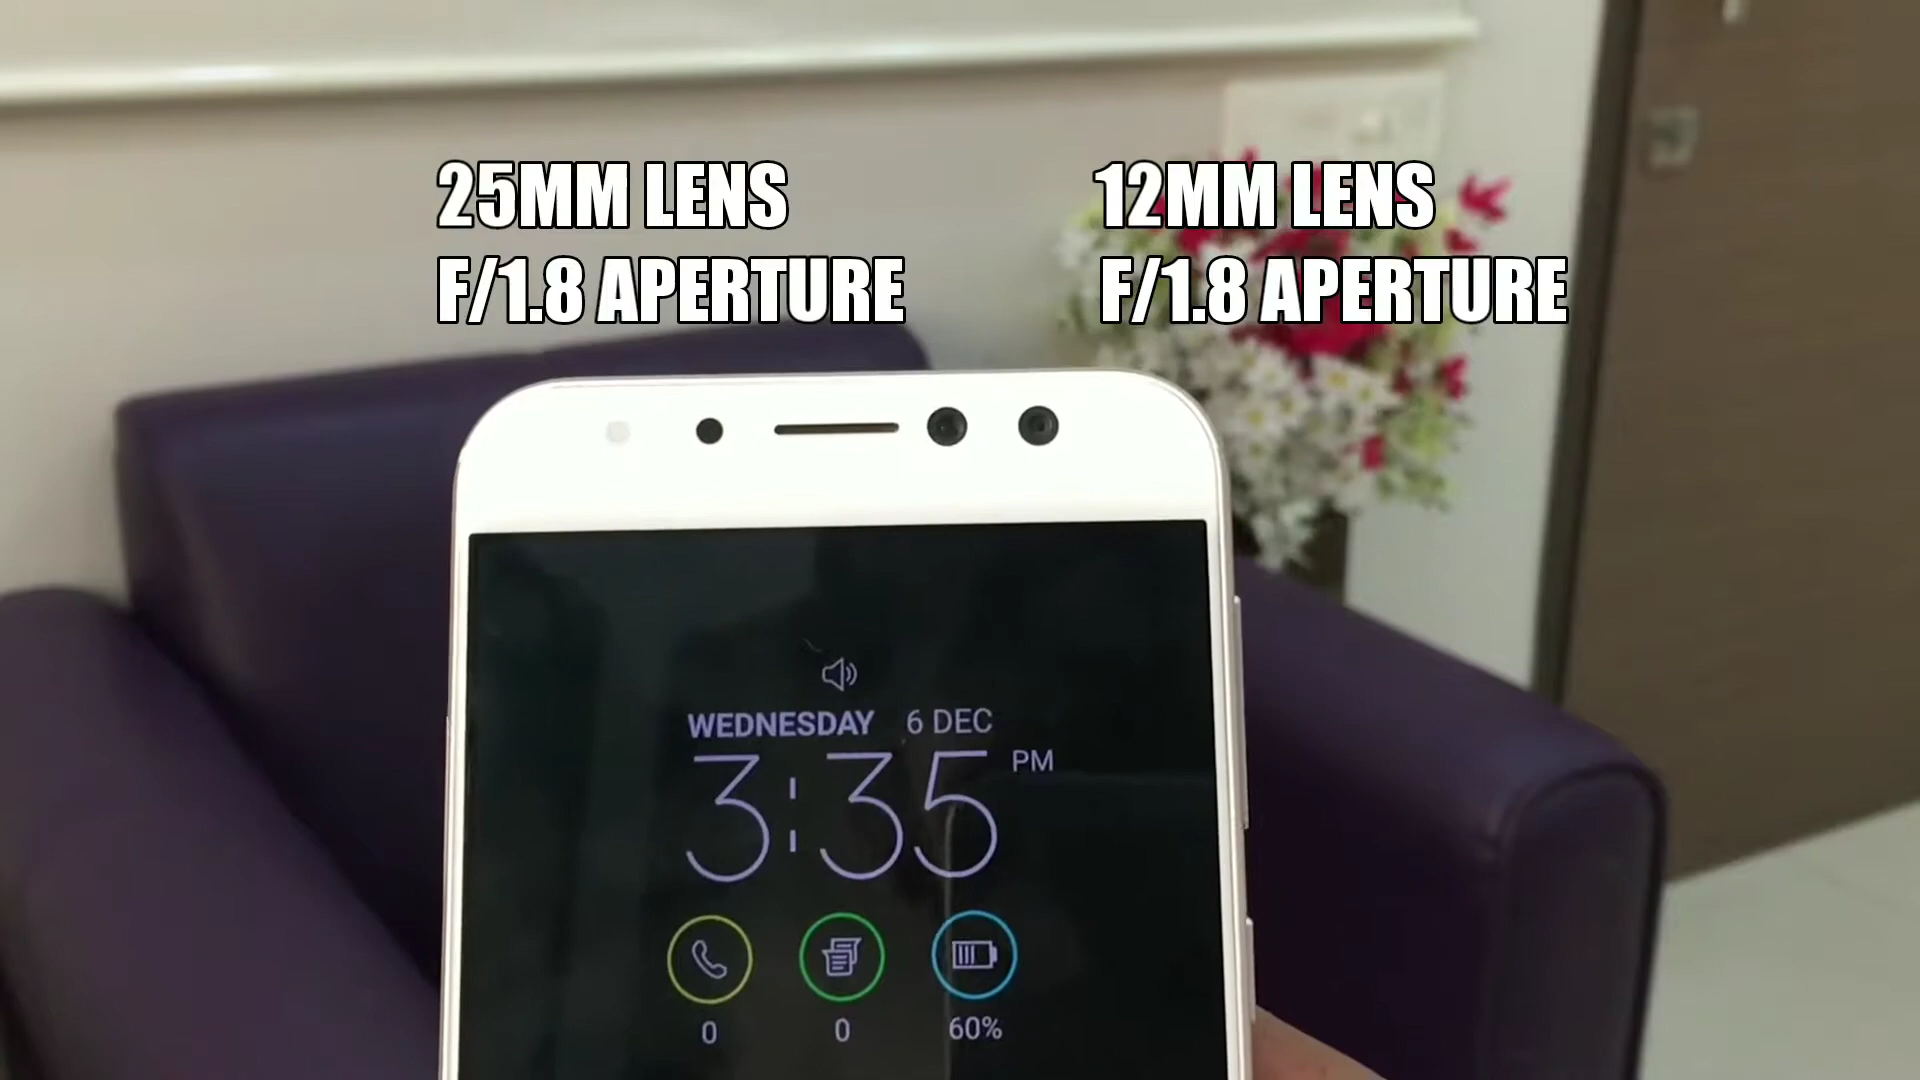 25MM LENS
F/1.8 APERTURE
12MM LENS
F/1.8 APERTURE
WEDNESDAY 6 DEC
3:35 PM
0 0 60%